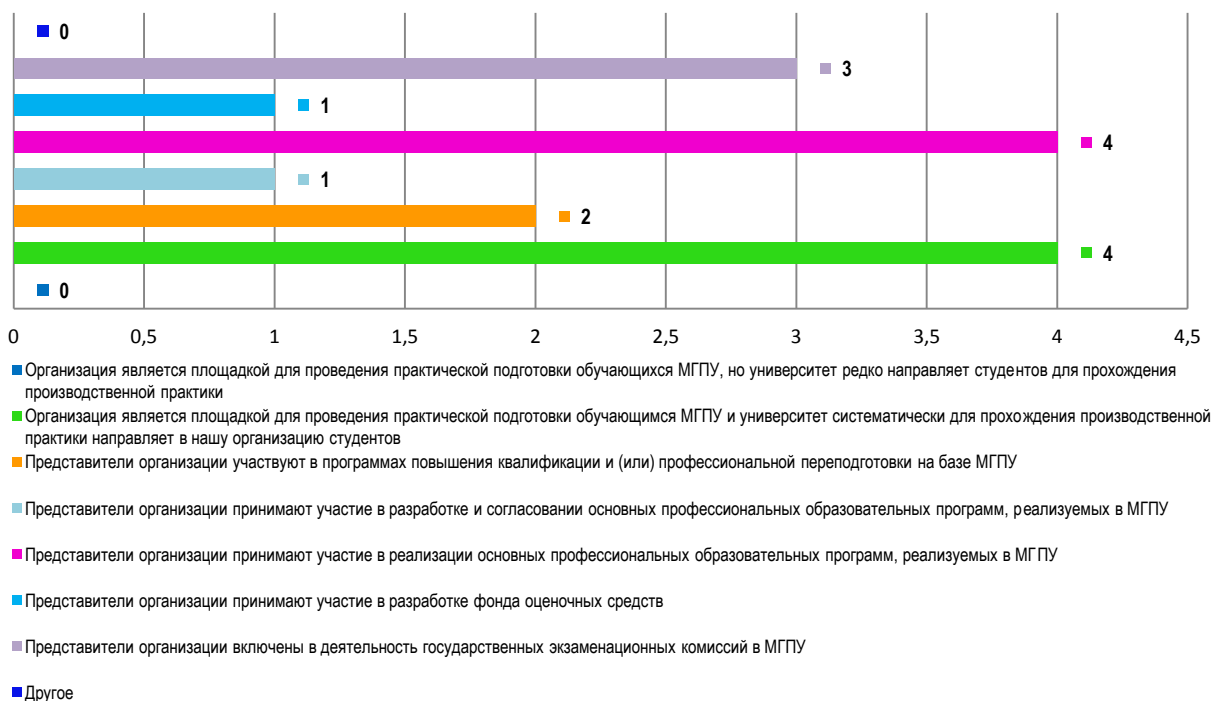 0
3
1
4
1
2
4
0
0 0,5 1 1,5 2 2,5 3 3,5 4 4,5
Организация является площадкой для проведения практической подготовки обучающихся МГПУ, но университет редко направляет студентов для прохождения
производственной практики
Организация является площадкой для проведения практической подготовки обучающимся МГПУ и университет систематически для прохождения производственной
практики направляет в нашу организацию студентов
Представители организации участвуют в программах повышения квалификации и (или) профессиональной переподготовки на базе МГПУ
Представители организации принимают участие в разработке и согласовании основных профессиональных образовательных программ, реализуемых в МГПУ
Представители организации принимают участие в реализации основных профессиональных образовательных программ, реализуемых в МГПУ
Представители организации принимают участие в разработке фонда оценочных средств
Представители организации включены в деятельность государственных экзаменационных комиссий в МГПУ
Другое